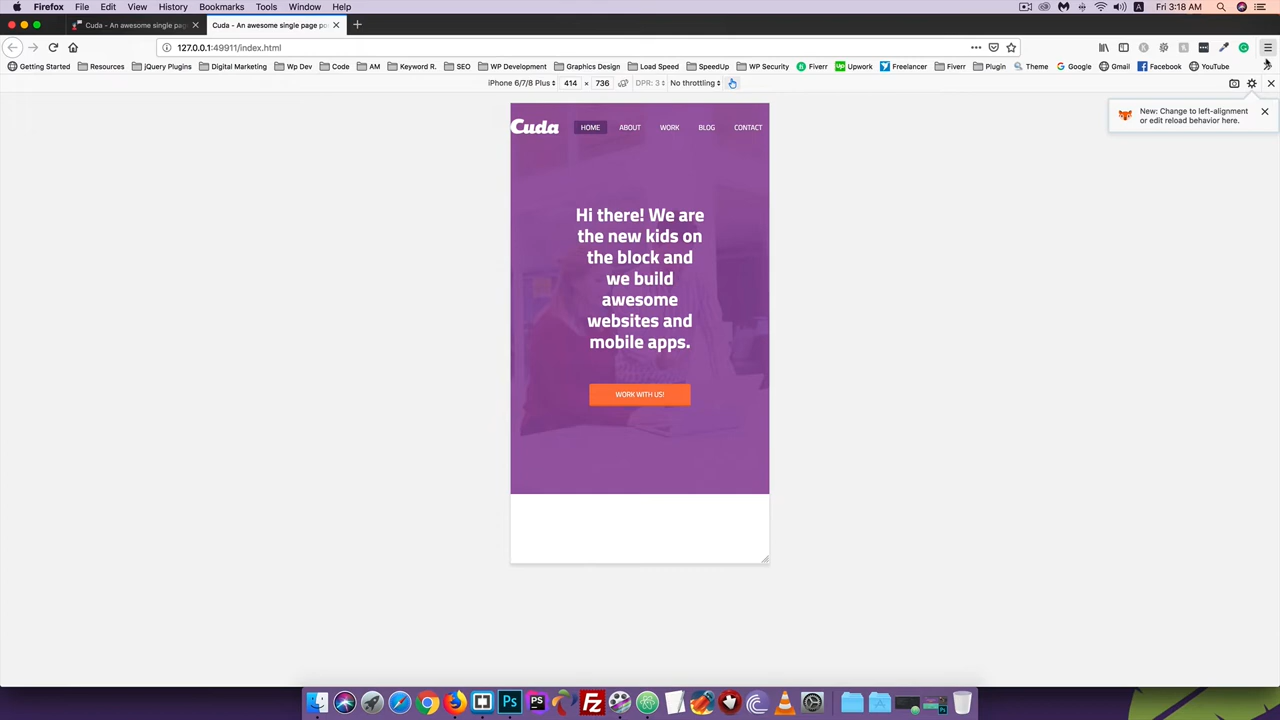 Firefox File Edit View History Bookmarks Tools Window Help Fri 3:18 AM
Cuda - An awesome single pag Cuda - An awesome single page po
127.0.0.1:49911/index.html
Getting Started Resources jQuery Plugins Digital Marketing Wp Dev Code AM Keyword R. SEO WP Development Graphics Design Load Speed SpeedUp WP Security Fiverr Upwork Freelancer Fiverr Plugin Theme Google Facebook YouTube
iPhone 6/7/8 Plus 414 × 736 DPR: 3 No throttling
New: Change to left-alignment
or edit reload behavior here.
Cuda HOME ABOUT WORK BLOG CONTACT
Hi there! We are
the new kids on
the block and
we build
awesome
websites and
mobile apps.
WORK WITH US!